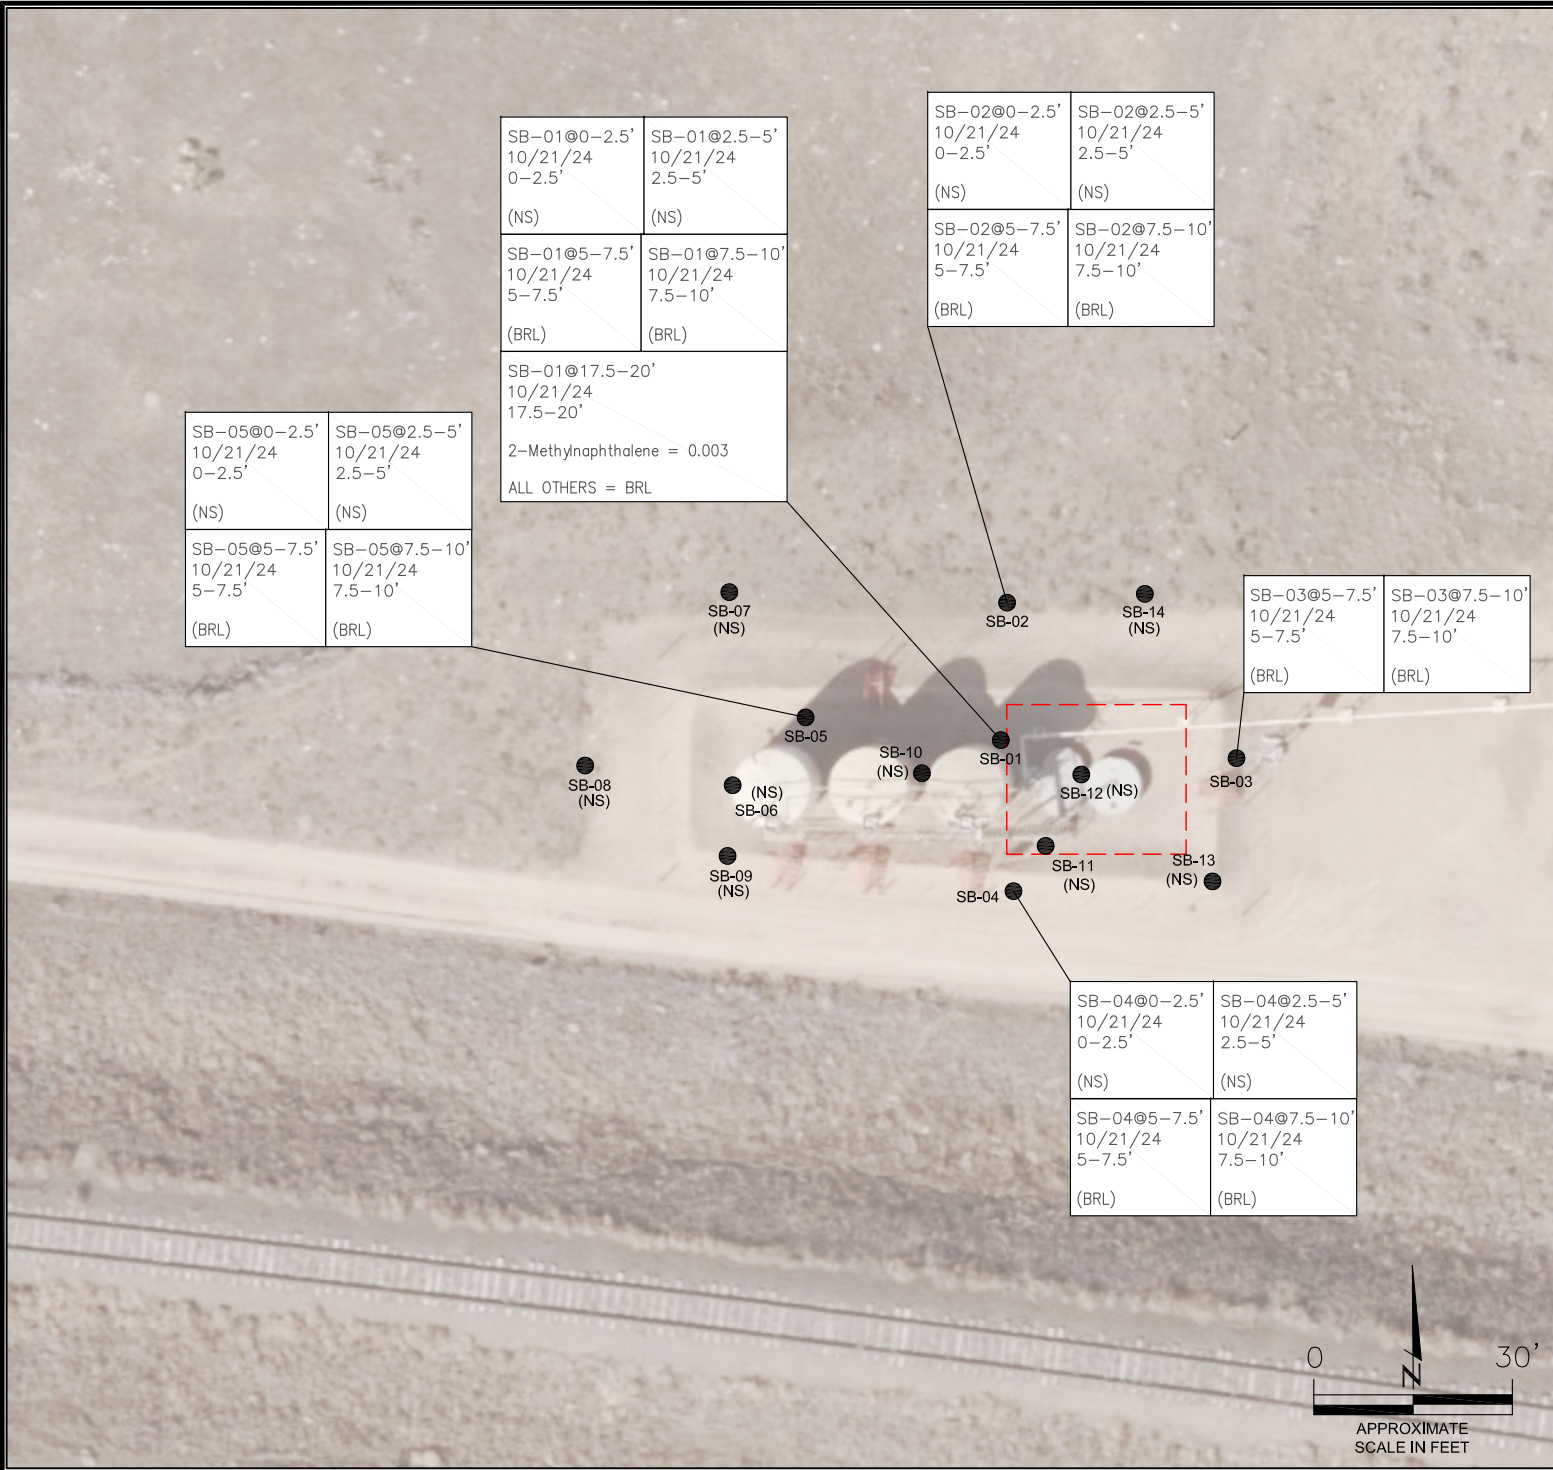 SB-02@0-2.5'
10/21/24
0-2.5'
(NS)
SB-02@2.5-5'
10/21/24
2.5-5'
(NS)
SB-02@5-7.5'
10/21/24
5-7.5'
(BRL)
SB-02@7.5-10'
10/21/24
7.5-10'
(BRL)
SB-01@0-2.5'
10/21/24
0-2.5'
(NS)
SB-01@2.5-5'
10/21/24
2.5-5'
(NS)
SB-01@5-7.5'
10/21/24
5-7.5'
(BRL)
SB-01@7.5-10'
10/21/24
7.5-10'
(BRL)
SB-01@17.5-20'
10/21/24
17.5-20'
2-Methylnaphthalene = 0.003
ALL OTHERS = BRL
SB-05@0-2.5'
10/21/24
0-2.5'
(NS)
SB-05@2.5-5'
10/21/24
2.5-5'
(NS)
SB-05@5-7.5'
10/21/24
5-7.5'
(BRL)
SB-05@7.5-10'
10/21/24
7.5-10'
(BRL)
SB-03@5-7.5'
10/21/24
5-7.5'
(BRL)
SB-03@7.5-10'
10/21/24
7.5-10'
(BRL)
SB-07
(NS)
SB-02
SB-14
(NS)
SB-05
SB-10
(NS)
SB-01
SB-03
SB-08
(NS)
(NS)
SB-06
SB-12 (NS)
SB-09
(NS)
SB-11
(NS)
SB-13
(NS)
SB-04
SB-04@0-2.5'
10/21/24
0-2.5'
(NS)
SB-04@2.5-5'
10/21/24
2.5-5'
(NS)
SB-04@5-7.5'
10/21/24
5-7.5'
(BRL)
SB-04@7.5-10'
10/21/24
7.5-10'
(BRL)
0 30'
N
APPROXIMATE
SCALE IN FEET